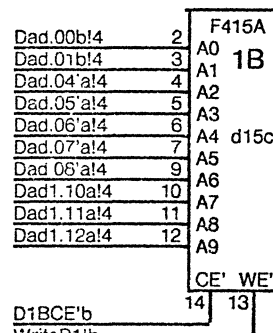 F415A
Dad.00b!4 2 A0 1B
Dad.01b!4 3 A1
Dad.04'a!4 4 A2
Dad.05'a!4 5 A3
Dad.06'a!4 6 A4 d15c
Dad.07'a!4 7 A5
Dad.08'a!4 9 A6
Dad1.10a!4 10 A7
Dad1.11a!4 11 A8
Dad1.12a!4 12 A9
CE' WE'
14 13
D1BCE'b